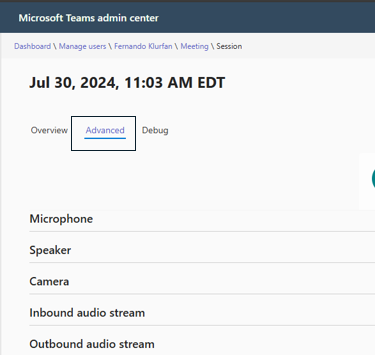 Microsoft Teams admin center
Dashboard \ Manage users \ Fernando Klurfan \ Meeting \ Session
Jul 30, 2024, 11:03 AM EDT
Overview Advanced Debug
Microphone
Speaker
Camera
Inbound audio stream
Outbound audio stream